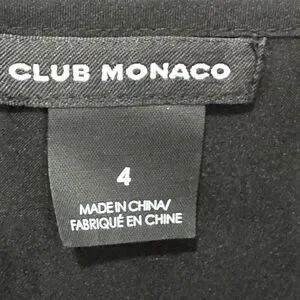 CLUB MONACO
4
MADE IN CHINA/
FABRIQUÉ EN CHINE